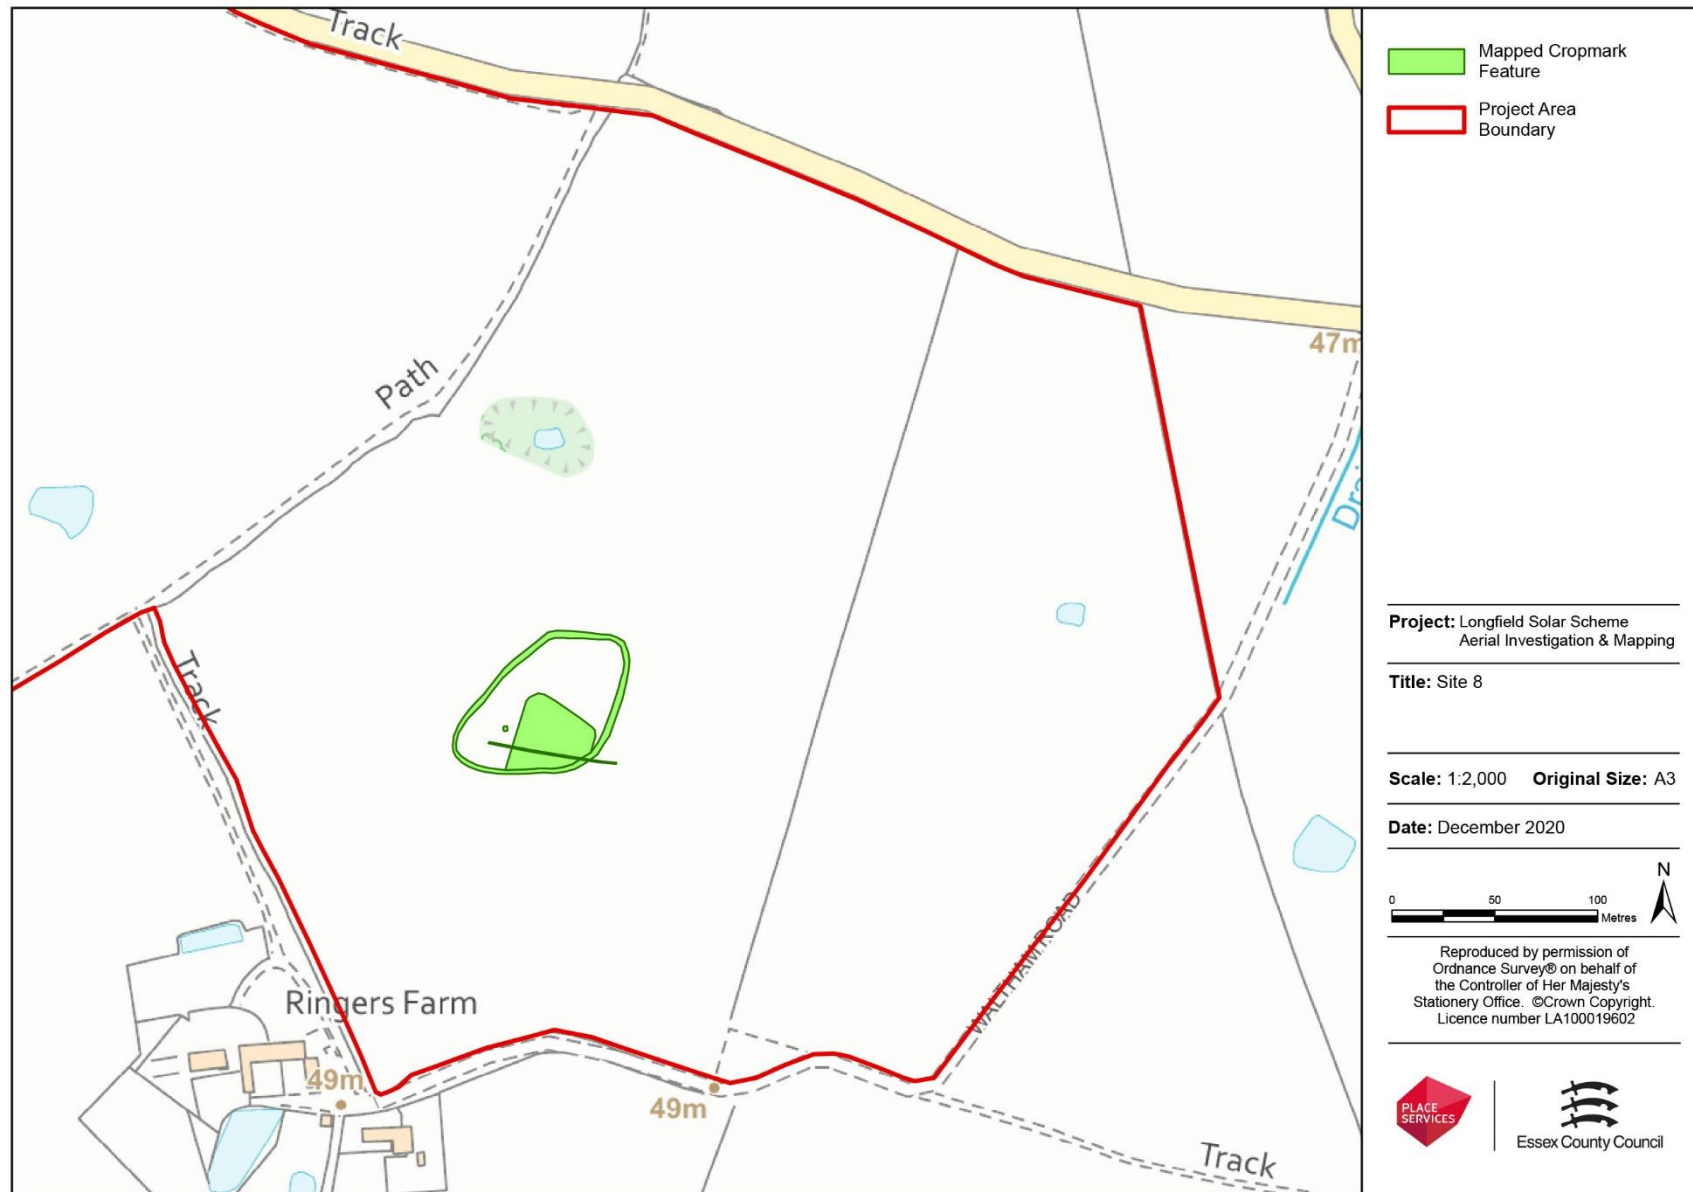 Track
Path
Track
Ringers Farm
49m
49m
47m
WALTHAM ROAD
Track
Mapped Cropmark
Feature
Project Area
Boundary
Project: Longfield Solar Scheme
Aerial Investigation & Mapping
Title: Site 8
Scale: 1:2,000 Original Size: A3
Date: December 2020
N
0 50 100
Metres
Reproduced by permission of
Ordnance Survey® on behalf of
the Controller of Her Majesty's
Stationery Office. ©Crown Copyright.
Licence number LA100019602
PLACE
SERVICES
Essex County Council